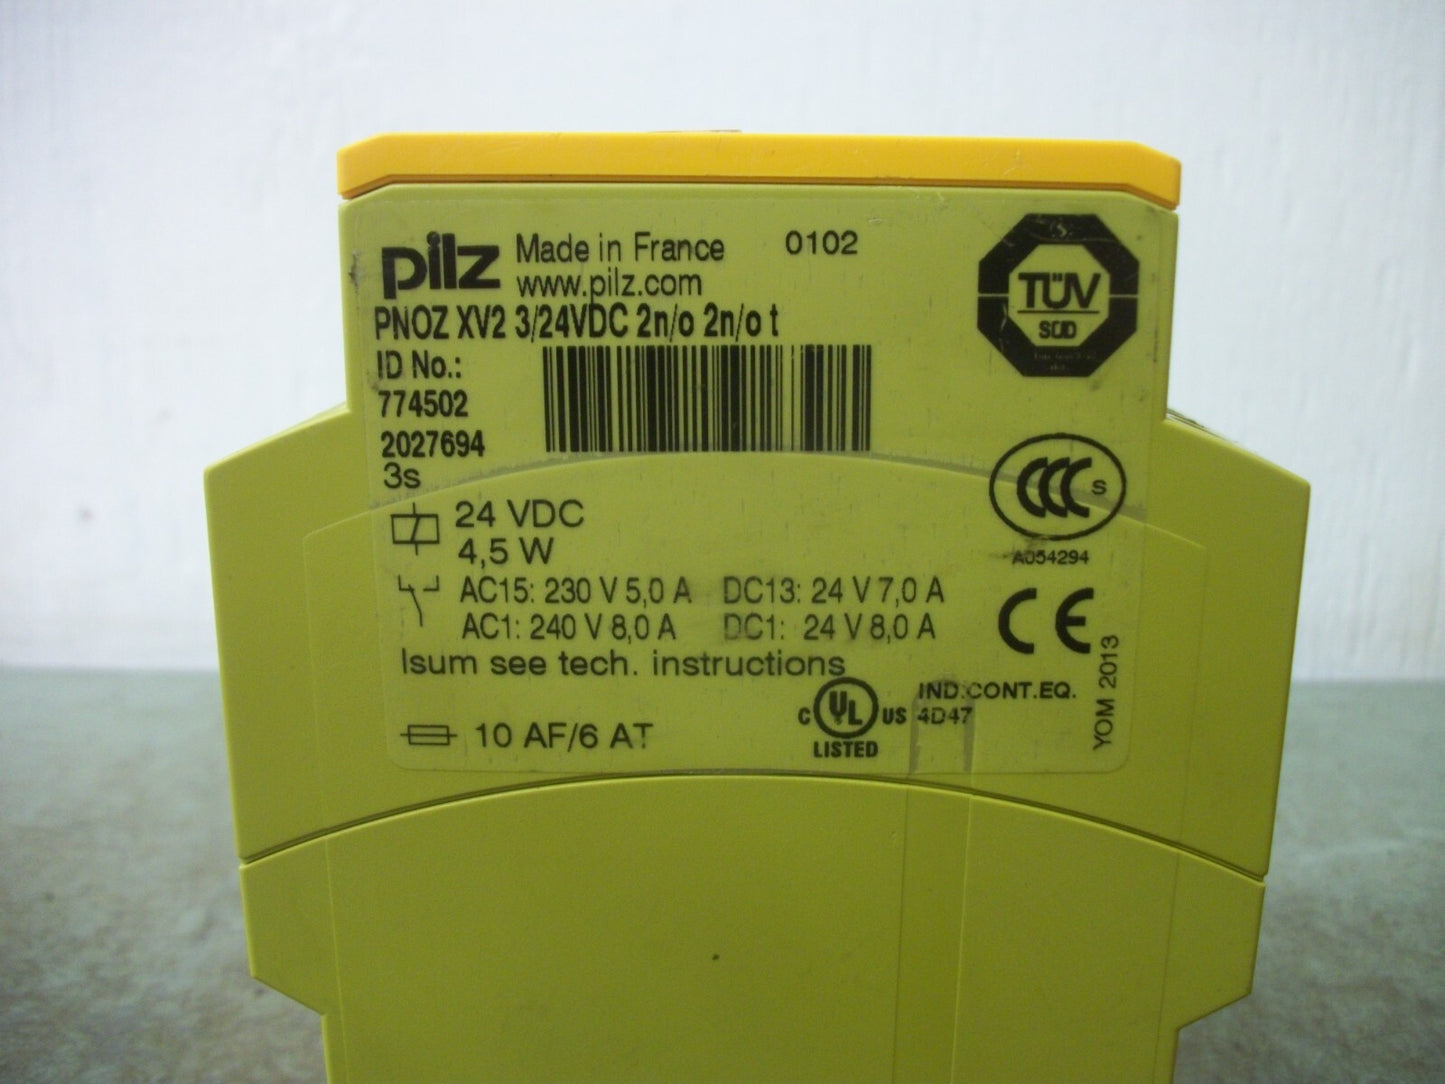 pilz Made in France 0102
www.pilz.com
PNOZ XV2 3/24VDC 2n/o 2n/o t
ID No.:
774502
2027694
3s
24 VDC
4,5 W
AC15: 230 V 5,0 A DC13: 24 V 7,0 A
AC1: 240 V 8,0 A DC1: 24 V 8,0 A
Isum see tech. instructions
10 AF/6 AT
TÜV
SÜD
CCC S
A054294
CE
YOM 2013
C UL US
LISTED
IND.CONT.EQ.
4D47